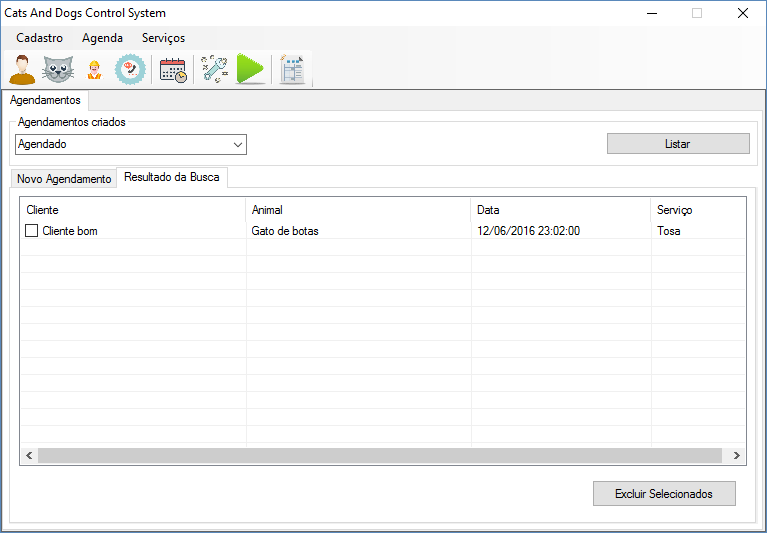 Cats And Dogs Control System
Cadastro Agenda Serviços
Agendamentos
Agendamentos criados
Agendado Listar
Novo Agendamento Resultado da Busca
Cliente Animal Data Serviço
Cliente bom Gato de botas 12/06/2016 23:02:00 Tosa
Excluir Selecionados